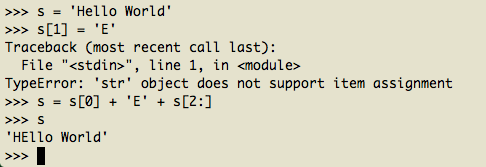 >>> s = 'Hello World'
>>> s[1] = 'E'
Traceback (most recent call last):
  File "<stdin>", line 1, in <module>
TypeError: 'str' object does not support item assignment
>>> s = s[0] + 'E' + s[2:]
>>> s
'HEllo World'
>>>